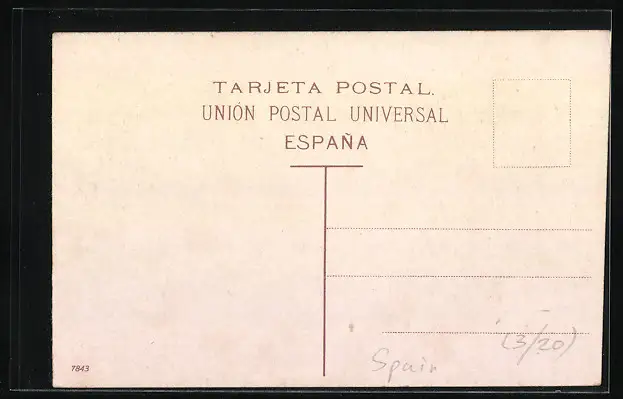 TARJETA POSTAL.
UNIÓN POSTAL UNIVERSAL
ESPAÑA
(3/20)
Spain
7843